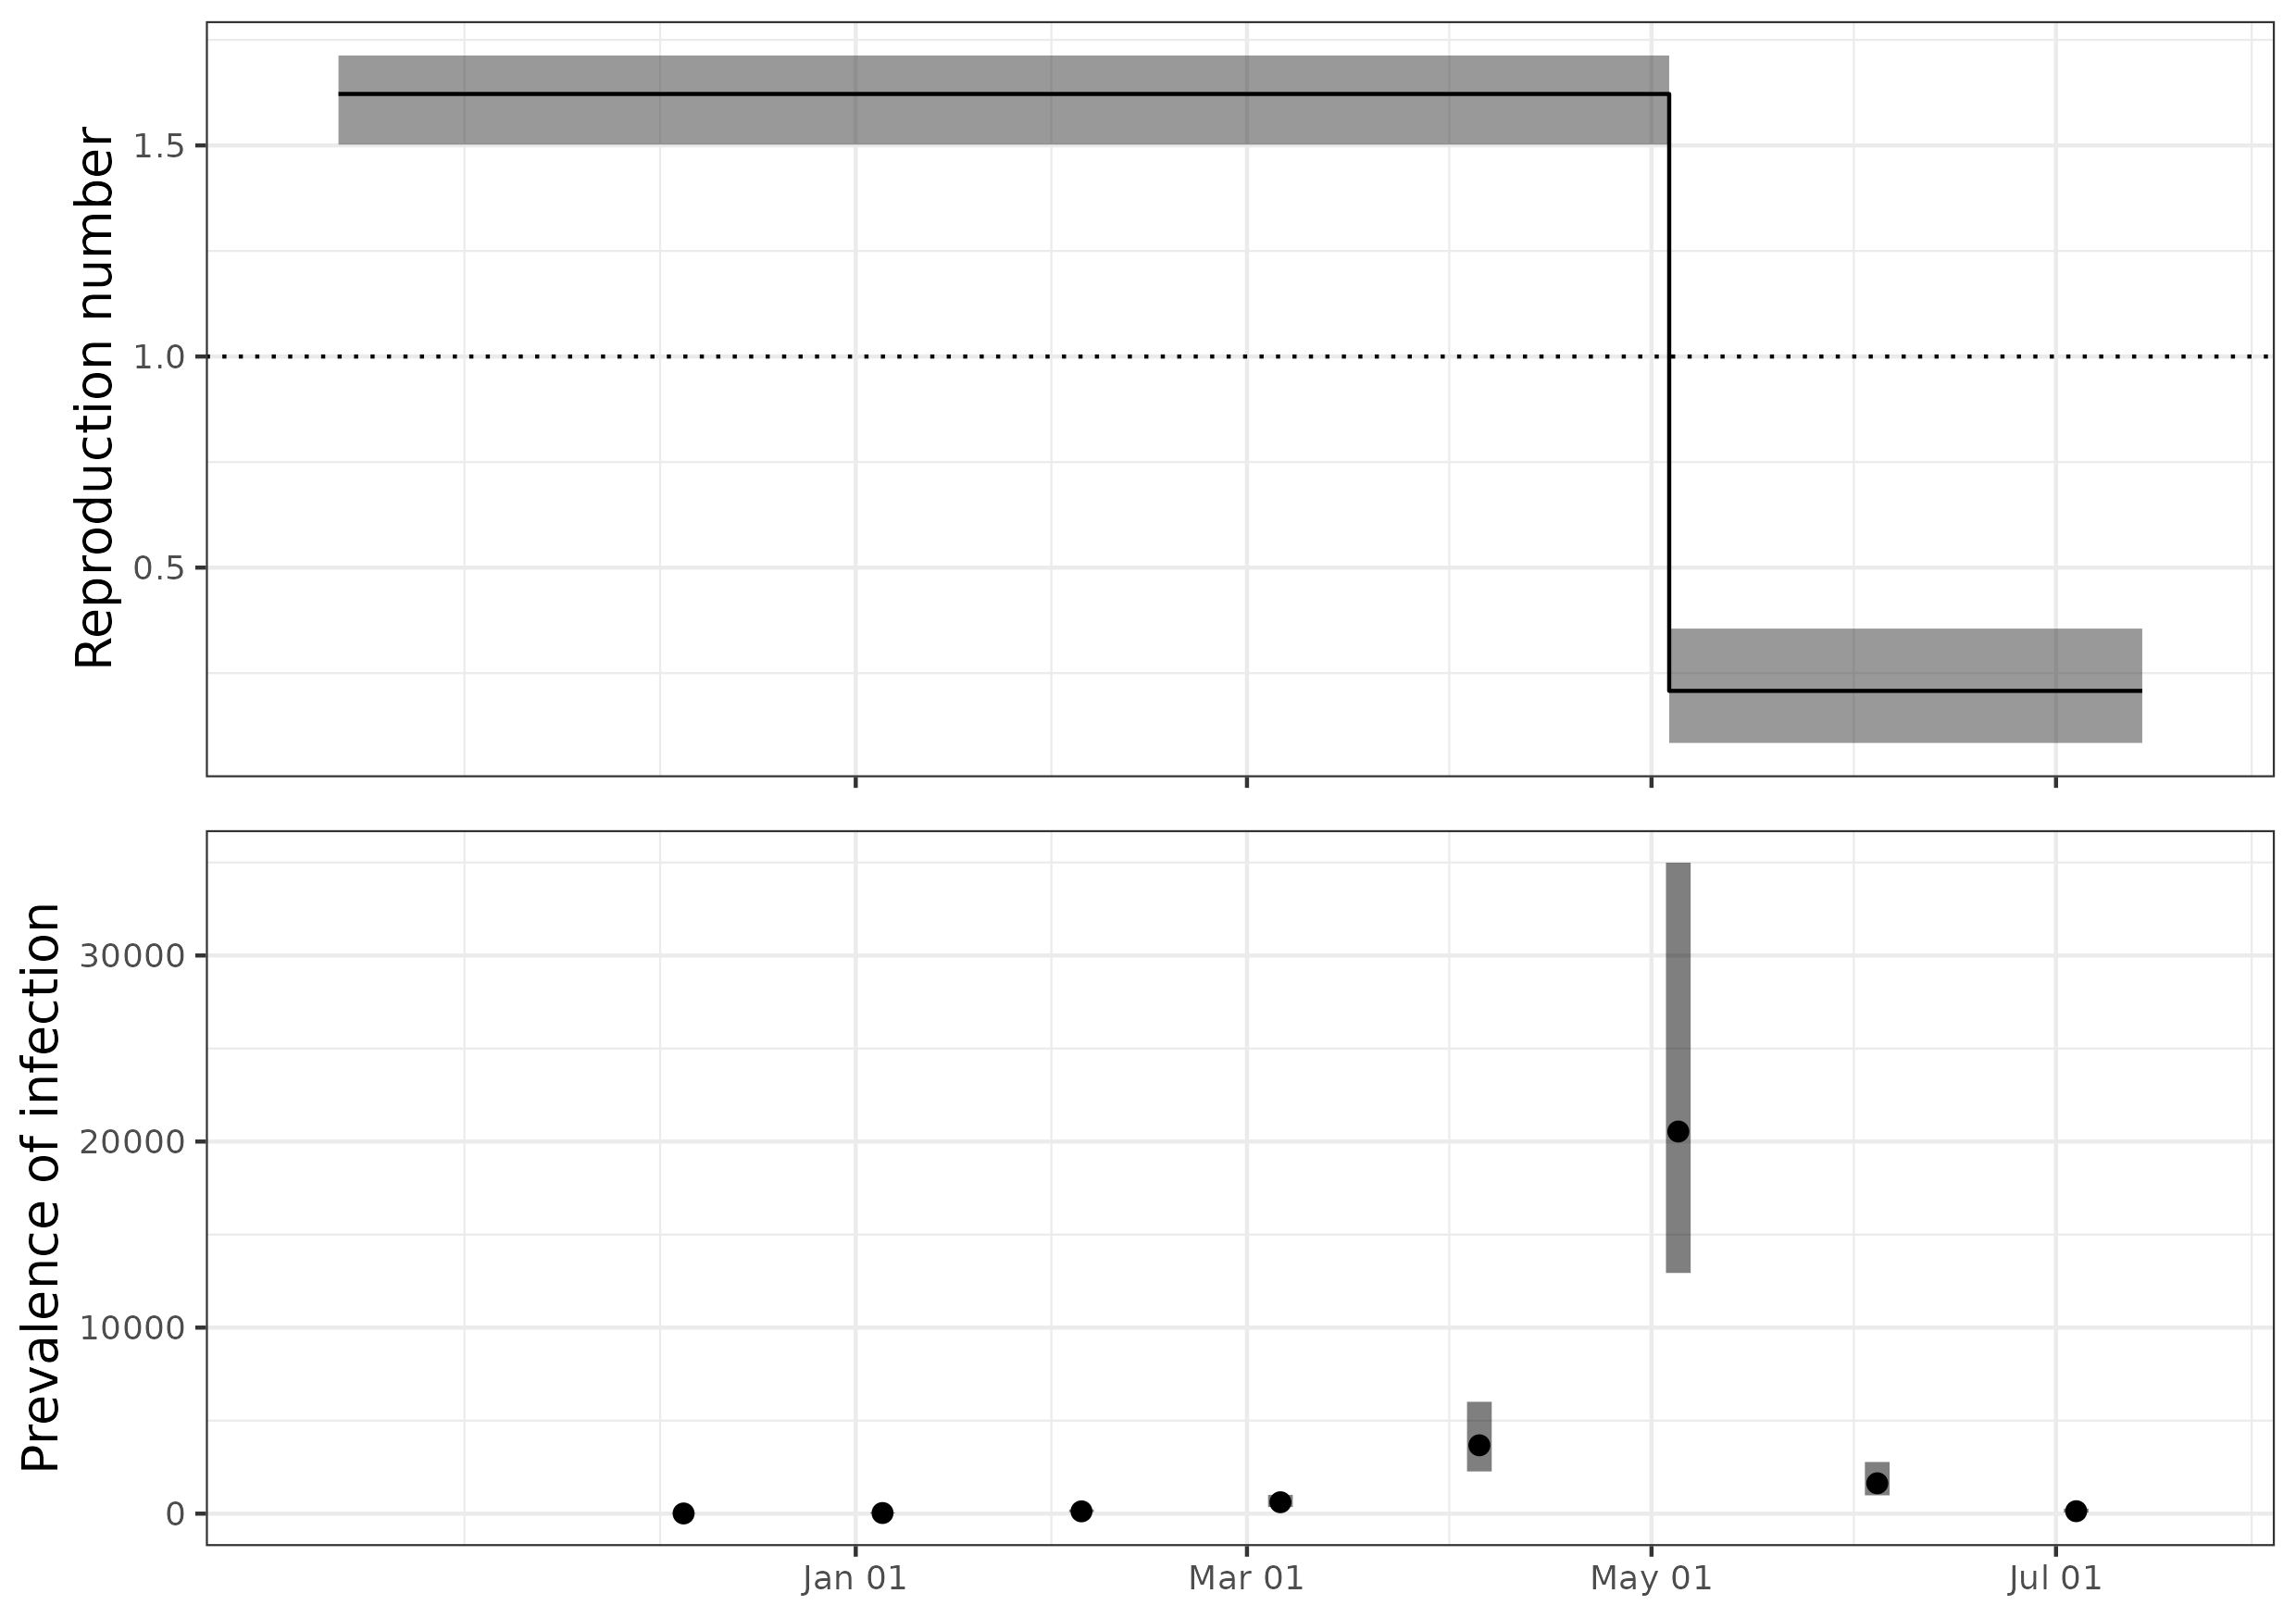 Reproduction number
1.5
1.0
0.5
Prevalence of infection
30000
20000
10000
0
Jan 01
Mar 01
May 01
Jul 01